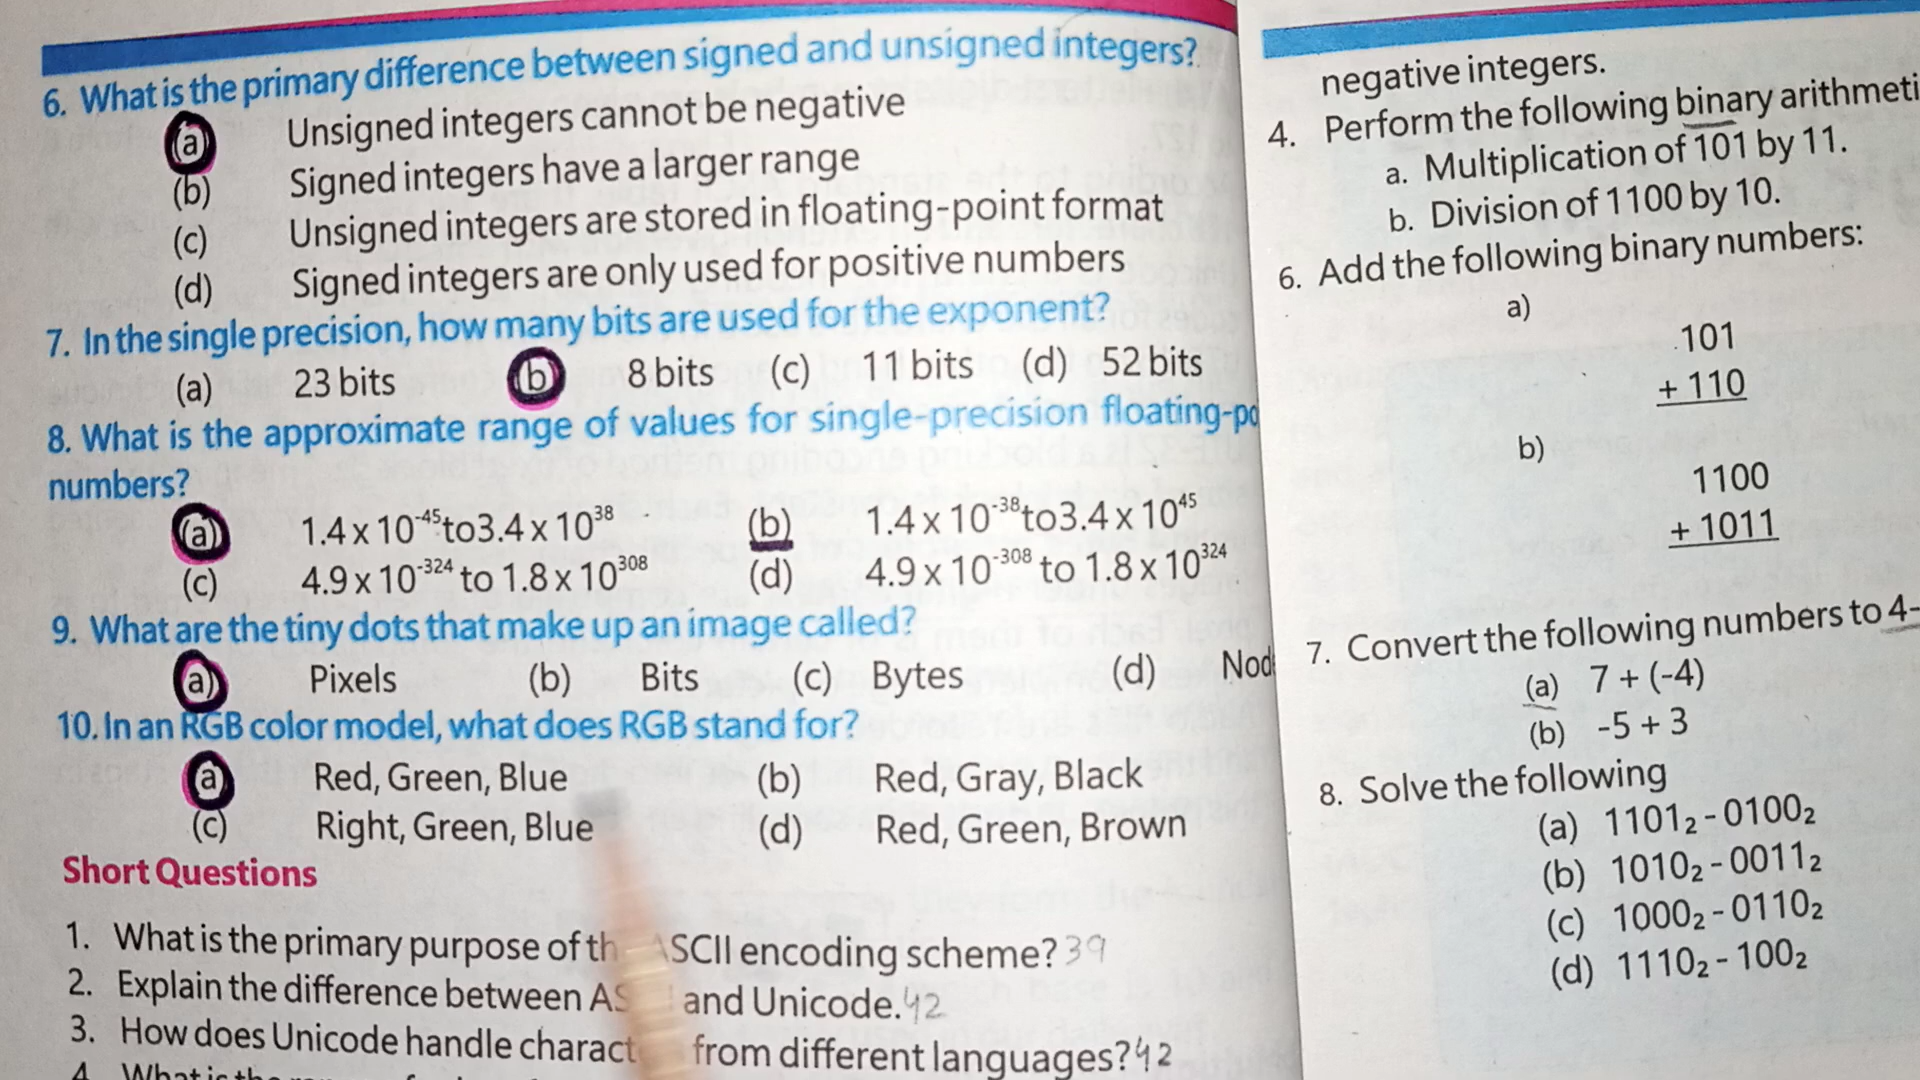 6. What is the primary difference between signed and unsigned integers?
(a) Unsigned integers cannot be negative
(b) Signed integers have a larger range
(c) Unsigned integers are stored in floating-point format
(d) Signed integers are only used for positive numbers
7. In the single precision, how many bits are used for the exponent?
(a) 23 bits (b) 8 bits (c) 11 bits (d) 52 bits
8. What is the approximate range of values for single-precision floating-po
numbers?
(a) 1.4 x 10⁻⁴⁵ to 3.4 x 10³⁸ (b) 1.4 x 10⁻³⁸ to 3.4 x 10⁴⁵
(c) 4.9 x 10⁻³²⁴ to 1.8 x 10³⁰⁸ (d) 4.9 x 10⁻³⁰⁸ to 1.8 x 10³²⁴
9. What are the tiny dots that make up an image called?
(a) Pixels (b) Bits (c) Bytes (d) Nod
10. In an RGB color model, what does RGB stand for?
(a) Red, Green, Blue (b) Red, Gray, Black
(c) Right, Green, Blue (d) Red, Green, Brown
Short Questions
1. What is the primary purpose of th ASCII encoding scheme? 39
2. Explain the difference between AS and Unicode. 42
3. How does Unicode handle charact from different languages? 42
4. What is the
negative integers.
4. Perform the following binary arithmeti
a. Multiplication of 101 by 11.
b. Division of 1100 by 10.
6. Add the following binary numbers:
a)
101
+ 110
b)
1100
+ 1011
7. Convert the following numbers to 4-
(a) 7 + (-4)
(b) -5 + 3
8. Solve the following
(a) 1101₂ - 0100₂
(b) 1010₂ - 0011₂
(c) 1000₂ - 0110₂
(d) 1110₂ - 100₂